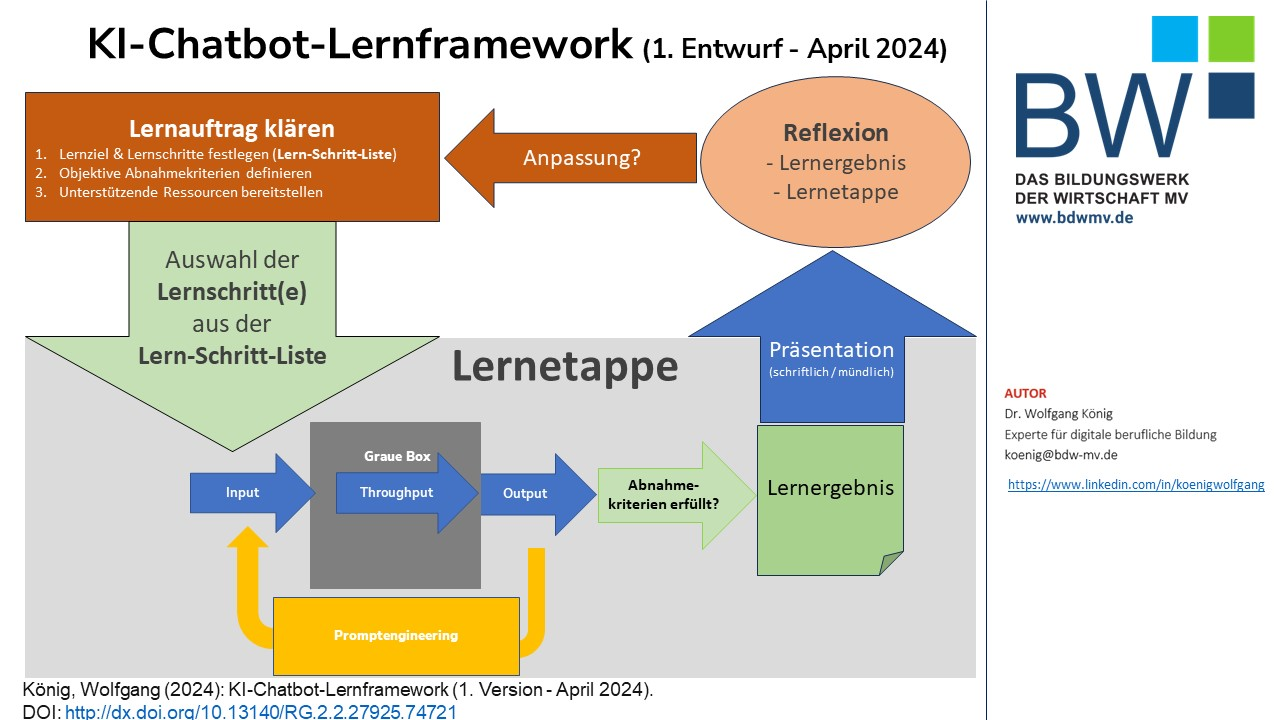 KI-Chatbot-Lernframework (1. Entwurf - April 2024)
Lernauftrag klären
1. Lernziel & Lernschritte festlegen (Lern-Schritt-Liste)
2. Objektive Abnahmekriterien definieren
3. Unterstützende Ressourcen bereitstellen
Anpassung?
Reflexion
- Lernergebnis
- Lernetappe
Auswahl der
Lernschritt(e)
aus der
Lern-Schritt-Liste
Lernetappe
Präsentation
(schriftlich / mündlich)
Graue Box
Input
Throughput
Output
Abnahme-
kriterien erfüllt?
Lernergebnis
Promptengineering
König, Wolfgang (2024): KI-Chatbot-Lernframework (1. Version - April 2024).
DOI: http://dx.doi.org/10.13140/RG.2.2.27925.74721
BW
DAS BILDUNGSWERK
DER WIRTSCHAFT MV
www.bdwmv.de
AUTOR
Dr. Wolfgang König
Experte für digitale berufliche Bildung
koenig@bdw-mv.de
https://www.linkedin.com/in/koenigwolfgang